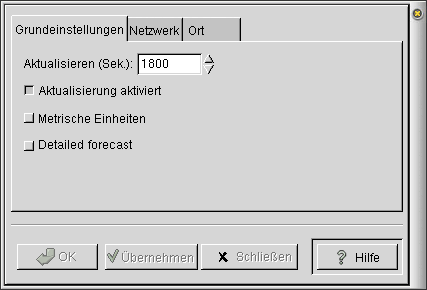 Grundeinstellungen Netzwerk Ort
Aktualisieren (Sek.): 1800
Aktualisierung aktiviert
Metrische Einheiten
Detailed forecast
OK Übernehmen Schließen Hilfe